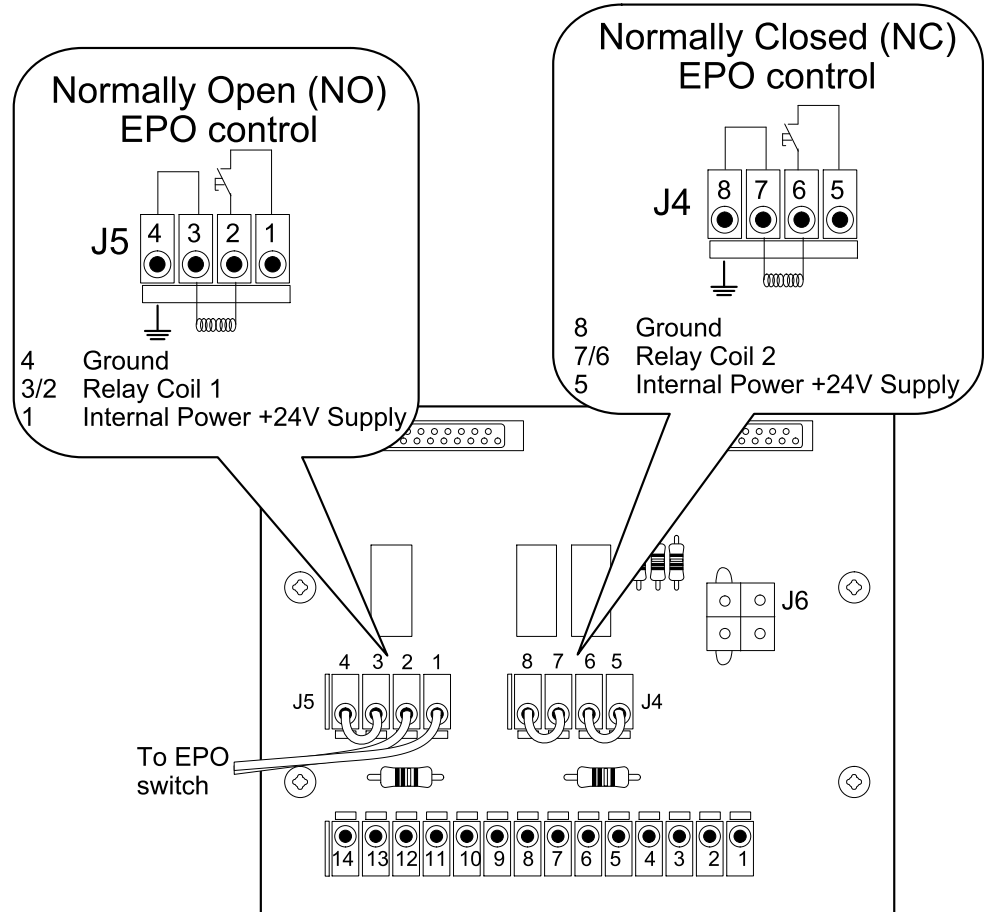 Normally Open (NO)
EPO control
J5
4 3 2 1
4 Ground
3/2 Relay Coil 1
1 Internal Power +24V Supply
Normally Closed (NC)
EPO control
J4
8 7 6 5
8 Ground
7/6 Relay Coil 2
5 Internal Power +24V Supply
J6
4 3 2 1
8 7 6 5
J5
J4
To EPO
switch
14 13 12 11 10 9 8 7 6 5 4 3 2 1